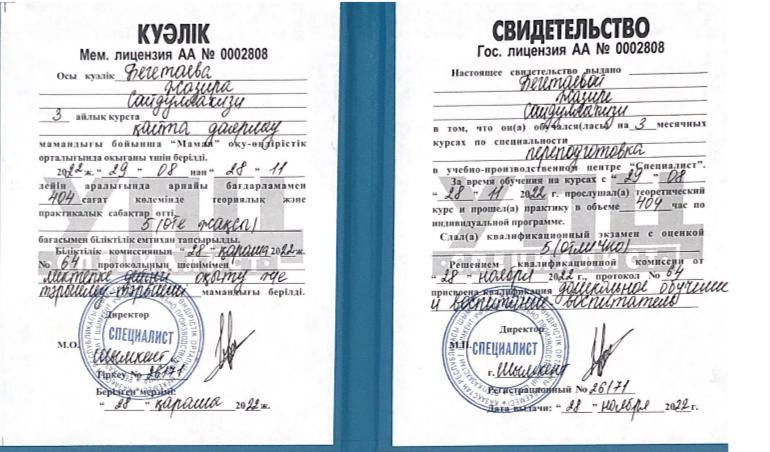 КУӘЛІК
Мем. лицензия АА № 0002808
Осы куәлік Бегетаева
Назира
Сайдуллакизи
3 айлық курста
қайта даярлау
мамандығы бойынша "Маман" оқу-өндірістік
орталығында оқығаны үшін берілді.
2022 ж. "29" 08 нан "28" 11
дейін аралығында арнайы бағдарламамен
404 сағат көлемінде теориялық және
практикалық сабақтар өтті.
5 (өте жақсы)
бағасымен біліктілік емтихан тапсырылды.
Біліктілік комиссияның "28" қараша 2022 ж.
№ 64 протоколының шешімімен
мектепке дейінгі оқыту және
тәрбиелеу тәрбиеші мамандығы берілді.
Директор
СПЕЦИАЛИСТ
М.О.
Шымкент
Тіркеу № 26171
Берілген мерзімі:
"28" қараша 2022 ж.
СВИДЕТЕЛЬСТВО
Гос. лицензия АА № 0002808
Настоящее свидетельство выдано
Бегетаевой
Назире
Сайдуллакизи
в том, что он(а) обучался(лась) на 3 месячных
курсах по специальности
переподготовка
в учебно-производственной центре "Специалист".
За время обучения на курсах с "29" 08
"28" 11 2022 г. прослушал(а) теоретический
курс и прошел(а) практику в объеме 404 час по
индивидуальной программе.
Сдал(а) квалификационный экзамен с оценкой
5 (отлично)
Решением квалификационной комиссии от
"28" ноября 2022 г., протокол № 64
присвоена квалификация дошкольное обучение
и воспитание воспитатель
Директор
СПЕЦИАЛИСТ
М.П.
г. Шымкент
Регистрационный № 26171
Дата выдачи: "28" ноября 2022 г.